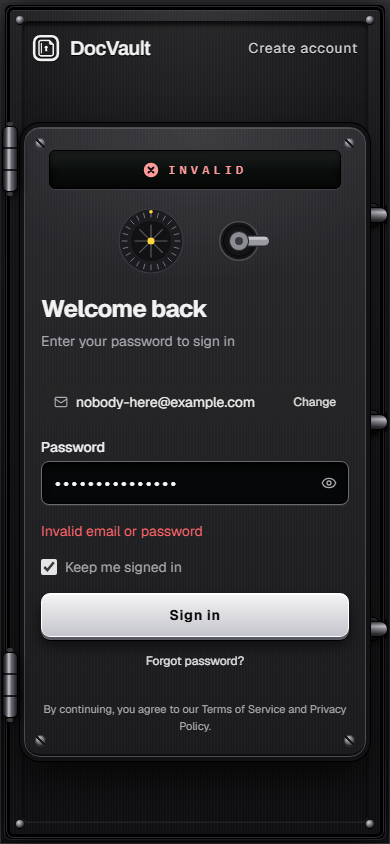 DocVault
Create account
INVALID
Welcome back
Enter your password to sign in
nobody-here@example.com
Change
Password
•••••••••••••••
Invalid email or password
Keep me signed in
Sign in
Forgot password?
By continuing, you agree to our Terms of Service and Privacy
Policy.